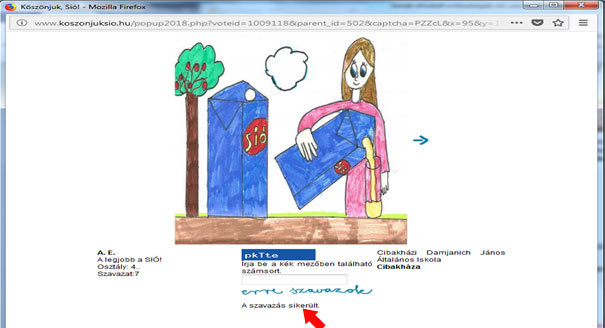 Köszönjuk, Sió! - Mozilla Firefox
www.koszonjuksio.hu/popup2018.php?voteid=1009118&parent_id=502&captcha=PZZcL&x=95&y=
Sió
Sió
A. E.
A legjobb a SIÓ!
Osztály: 4..
Szavazat:7
pkTte
Írja be a kék mezőben található
számsort.
erre szavazok
A szavazás sikerült.
Cibakházi Damjanich János
Általános Iskola
Cibakháza